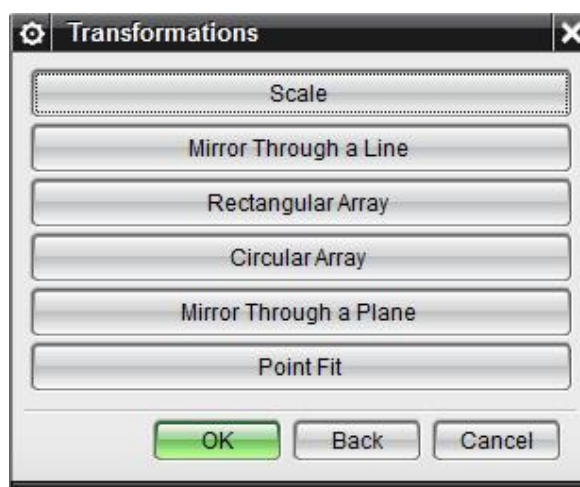 Transformations
Scale
Mirror Through a Line
Rectangular Array
Circular Array
Mirror Through a Plane
Point Fit
OK Back Cancel